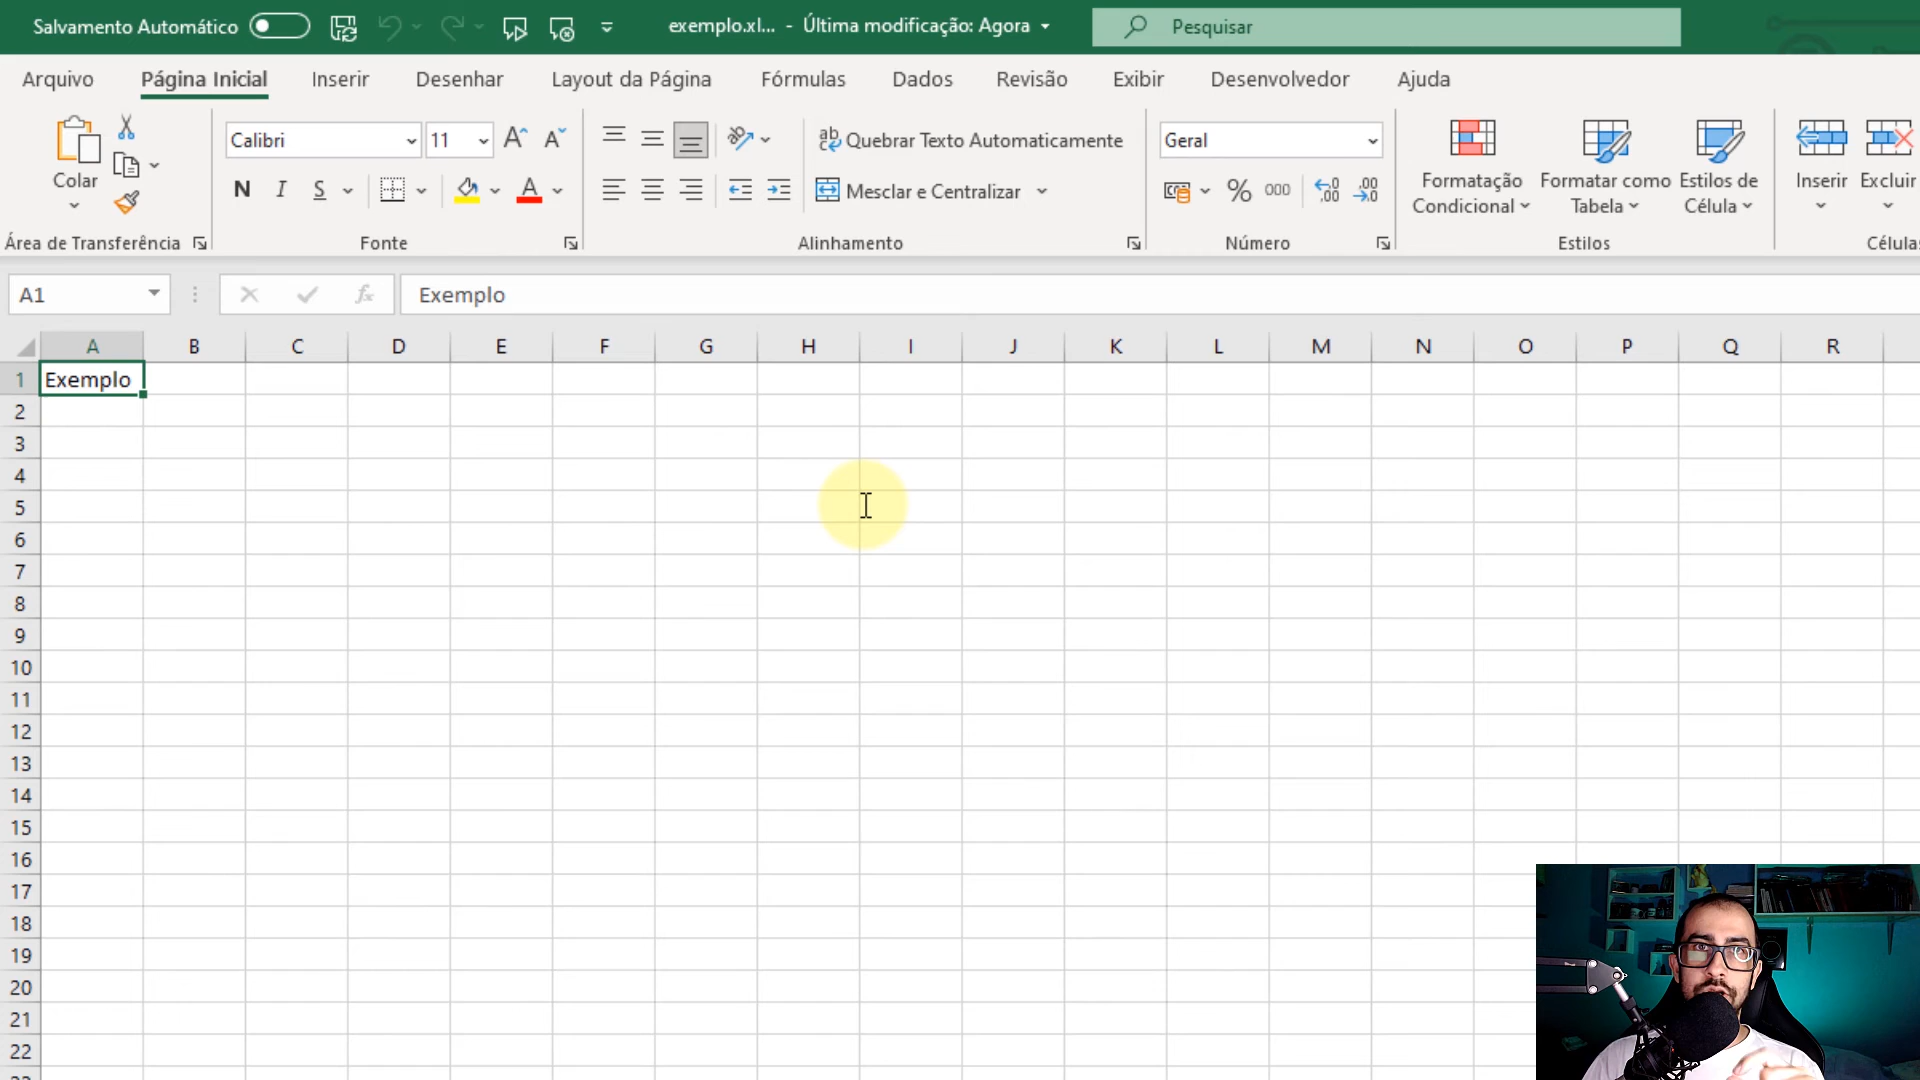 Salvamento Automático exemplo.xl... - Última modificação: Agora Pesquisar
Arquivo Página Inicial Inserir Desenhar Layout da Página Fórmulas Dados Revisão Exibir Desenvolvedor Ajuda
Calibri 11 A A ab Quebrar Texto Automaticamente Geral
Colar N I S A Mesclar e Centralizar % 000 Formatação Condicional Formatar como Tabela Estilos de Célula Inserir Excluir
Área de Transferência Fonte Alinhamento Número Estilos Células
A1 fx Exemplo
A B C D E F G H I J K L M N O P Q R
1 Exemplo
2
3
4
5
6
7
8
9
10
11
12
13
14
15
16
17
18
19
20
21
22